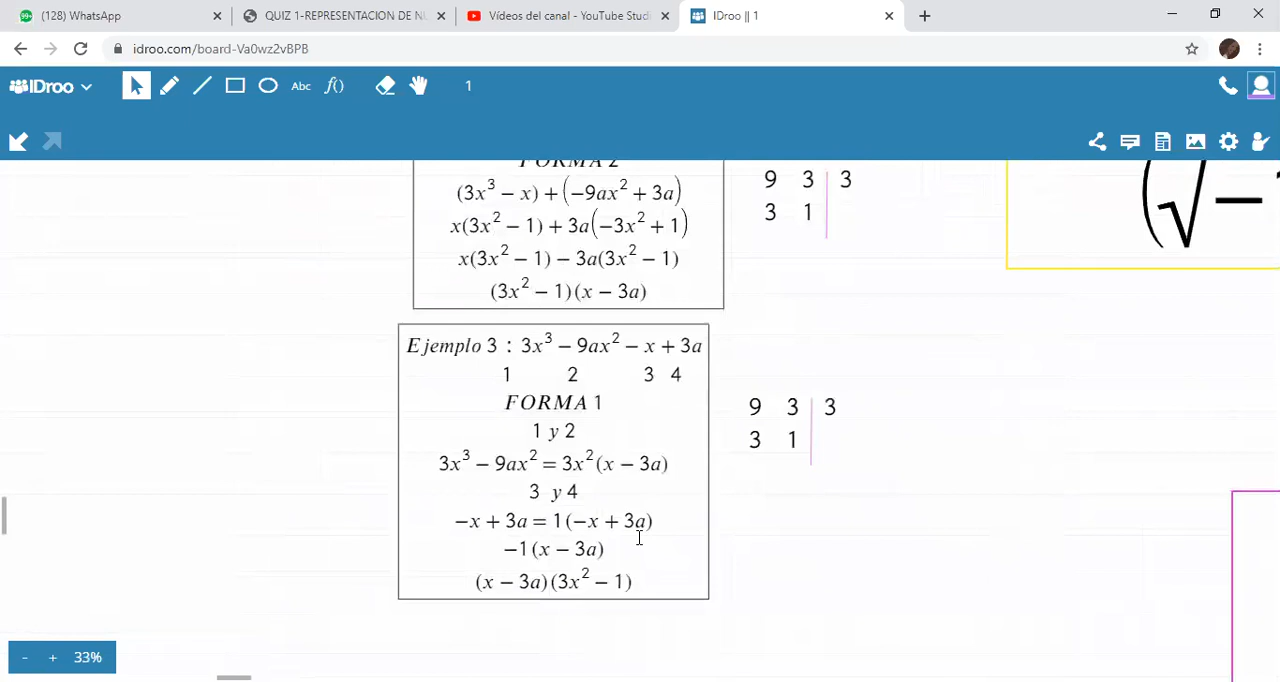 (128) WhatsApp
QUIZ 1-REPRESENTACION DE NU
Vídeos del canal - YouTube Studi
IDroo || 1
idroo.com/board-Va0wz2vBPB
IDroo
Abc
f()
1
FORMA 2
(3x³ − x) + (−9ax² + 3a)
x(3x² − 1) + 3a(−3x² + 1)
x(3x² − 1) − 3a(3x² − 1)
(3x² − 1)(x − 3a)
9 3 3
3 1
(√−1
Ejemplo 3 : 3x³ − 9ax² − x + 3a
1 2 3 4
FORMA 1
1 y 2
3x³ − 9ax² = 3x²(x − 3a)
3 y 4
−x + 3a = 1(−x + 3a)
−1(x − 3a)
(x − 3a)(3x² − 1)
9 3 3
3 1
- + 33%